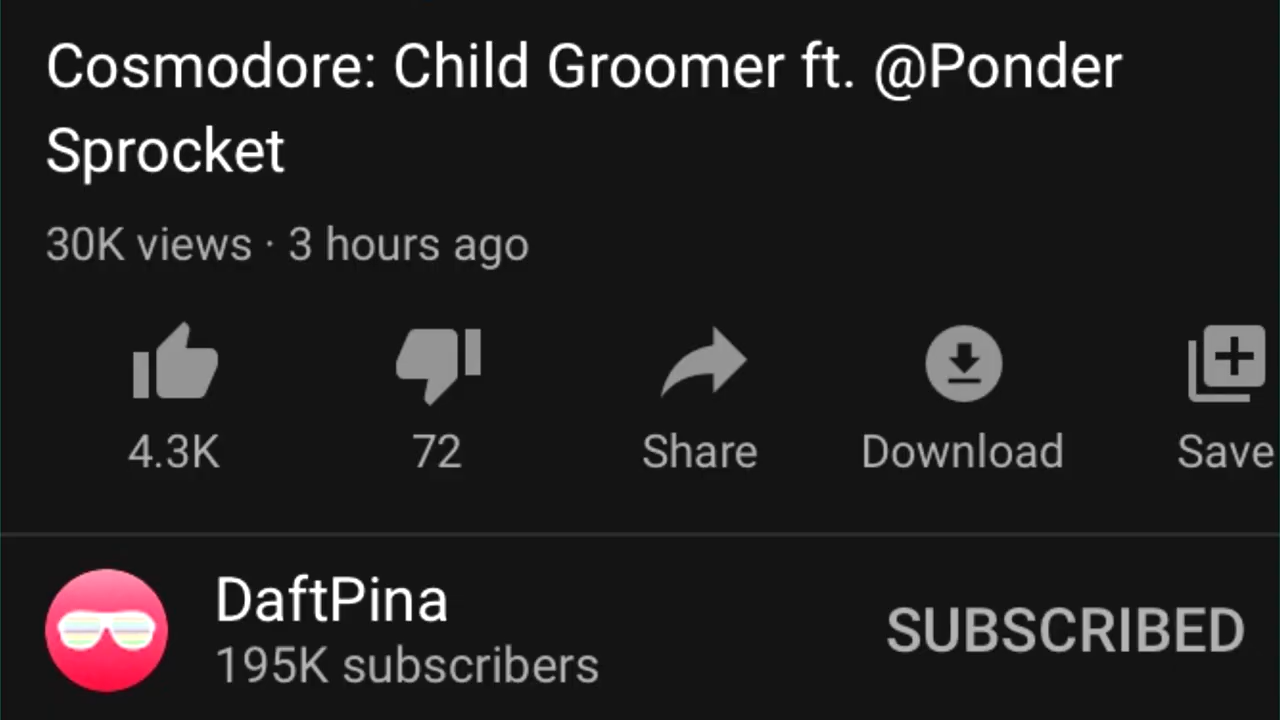 Cosmodore: Child Groomer ft. @Ponder
Sprocket
30K views · 3 hours ago
4.3K 72 Share Download Save
DaftPina
195K subscribers
SUBSCRIBED